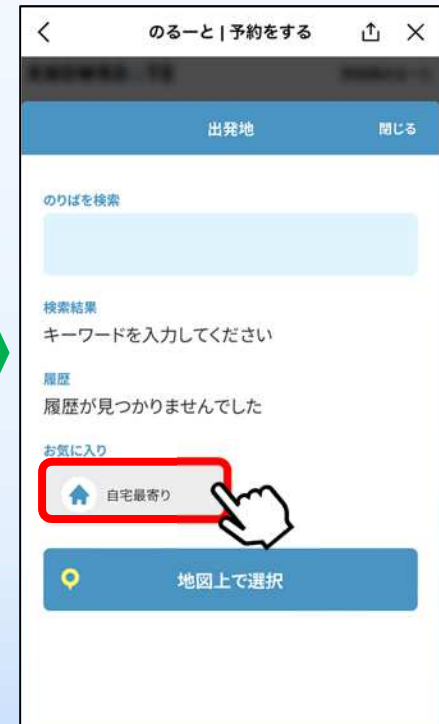 のるーと | 予約をする
出発地
閉じる
のりばを検索
検索結果
キーワードを入力してください
履歴
履歴が見つかりませんでした
お気に入り
自宅最寄り
地図上で選択